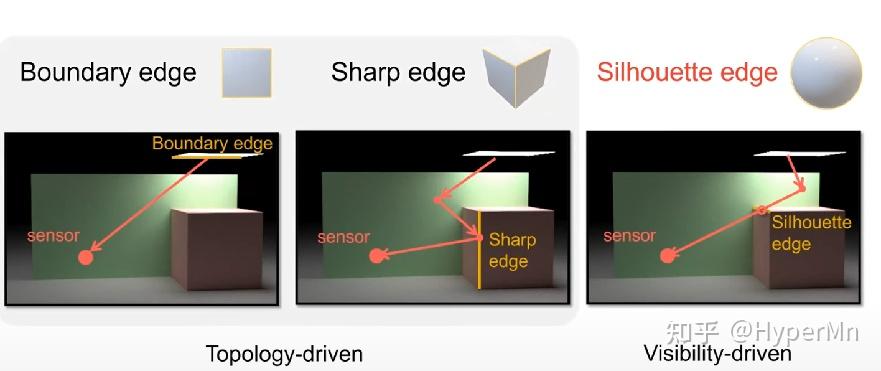 Boundary edge
Sharp edge
Silhouette edge
Boundary edge
sensor
sensor
Sharp
edge
sensor
Silhouette
edge
Topology-driven
Visibility-driven
知乎 @HyperMn